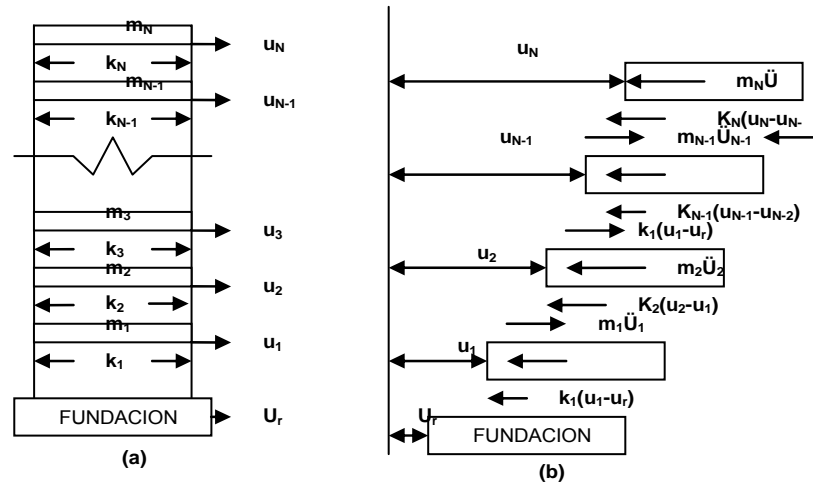 m_N
u_N
k_N
m_N-1
u_N-1
k_N-1
m_3
u_3
k_3
m_2
u_2
k_2
m_1
u_1
k_1
FUNDACION
U_r
(a)
u_N
m_NÜ
K_N(u_N-u_N-
u_N-1
m_N-1Ü_N-1
K_N-1(u_N-1-u_N-2)
k_1(u_1-u_r)
u_2
m_2Ü_2
K_2(u_2-u_1)
m_1Ü_1
u_1
k_1(u_1-u_r)
U_r
FUNDACION
(b)